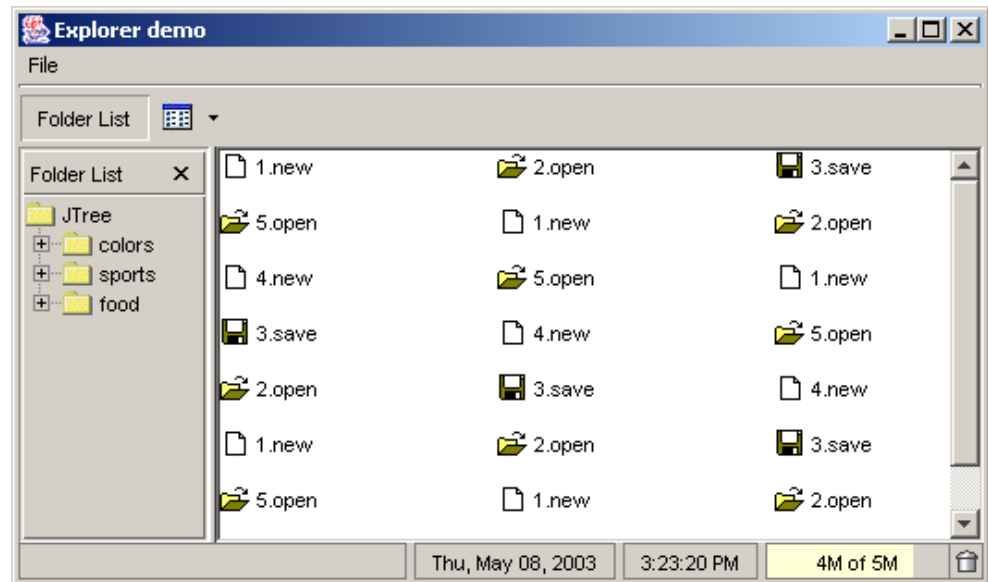 Explorer demo
File
Folder List
Folder List
JTree
colors
sports
food
1.new 2.open 3.save
5.open 1.new 2.open
4.new 5.open 1.new
3.save 4.new 5.open
2.open 3.save 4.new
1.new 2.open 3.save
5.open 1.new 2.open
Thu, May 08, 2003 3:23:20 PM 4M of 5M